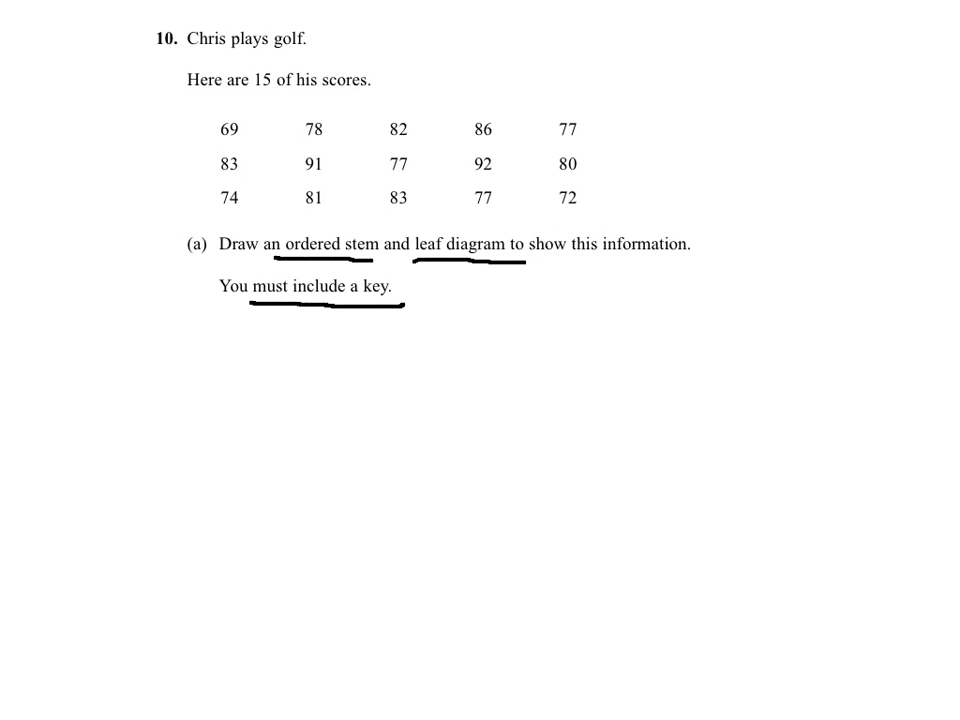 10. Chris plays golf.
Here are 15 of his scores.
69 78 82 86 77
83 91 77 92 80
74 81 83 77 72
(a) Draw an ordered stem and leaf diagram to show this information.
You must include a key.